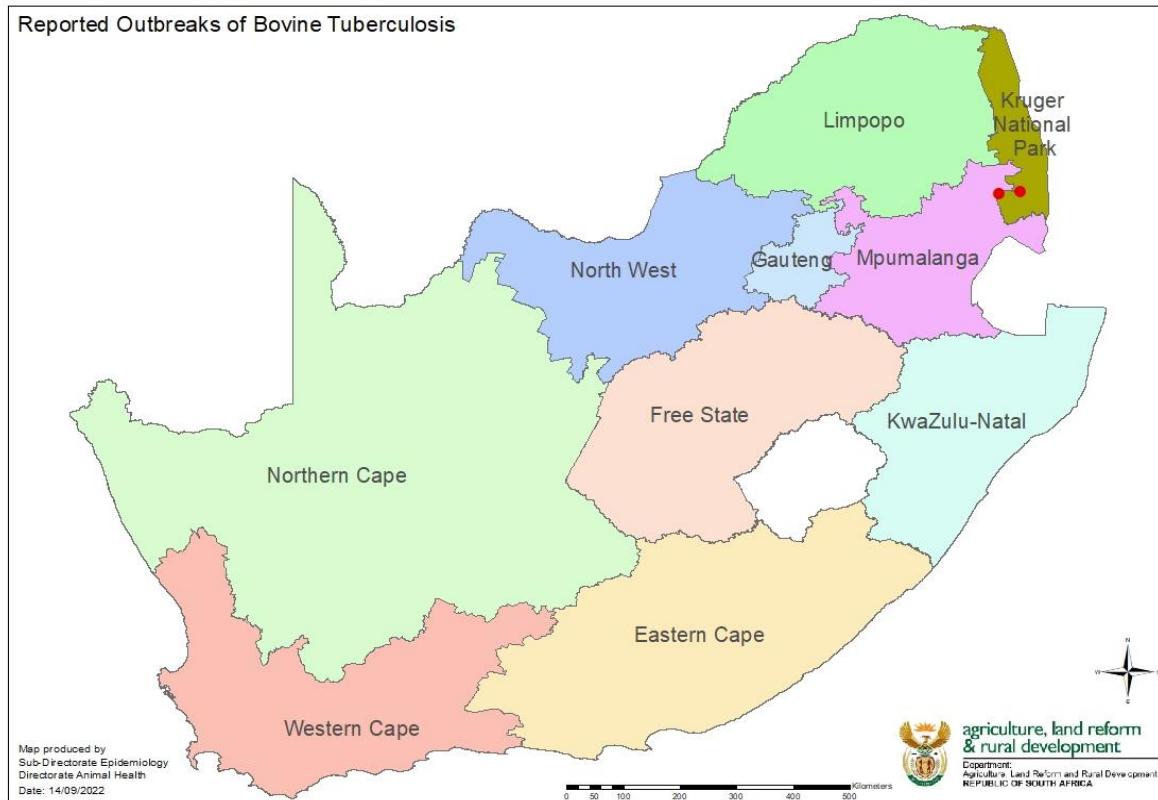 Reported Outbreaks of Bovine Tuberculosis
Kruger
National
Park
Limpopo
North West
Gauteng
Mpumalanga
Free State
KwaZulu-Natal
Northern Cape
Eastern Cape
Western Cape
N
W
S
Map produced by
Sub-Directorate Epidemiology
Directorate Animal Health
Date: 14/09/2022
Kilometers
0 50 100 200 300 400 500
agriculture, land reform
& rural development
Department:
Agriculture, Land Reform and Rural Development
REPUBLIC OF SOUTH AFRICA